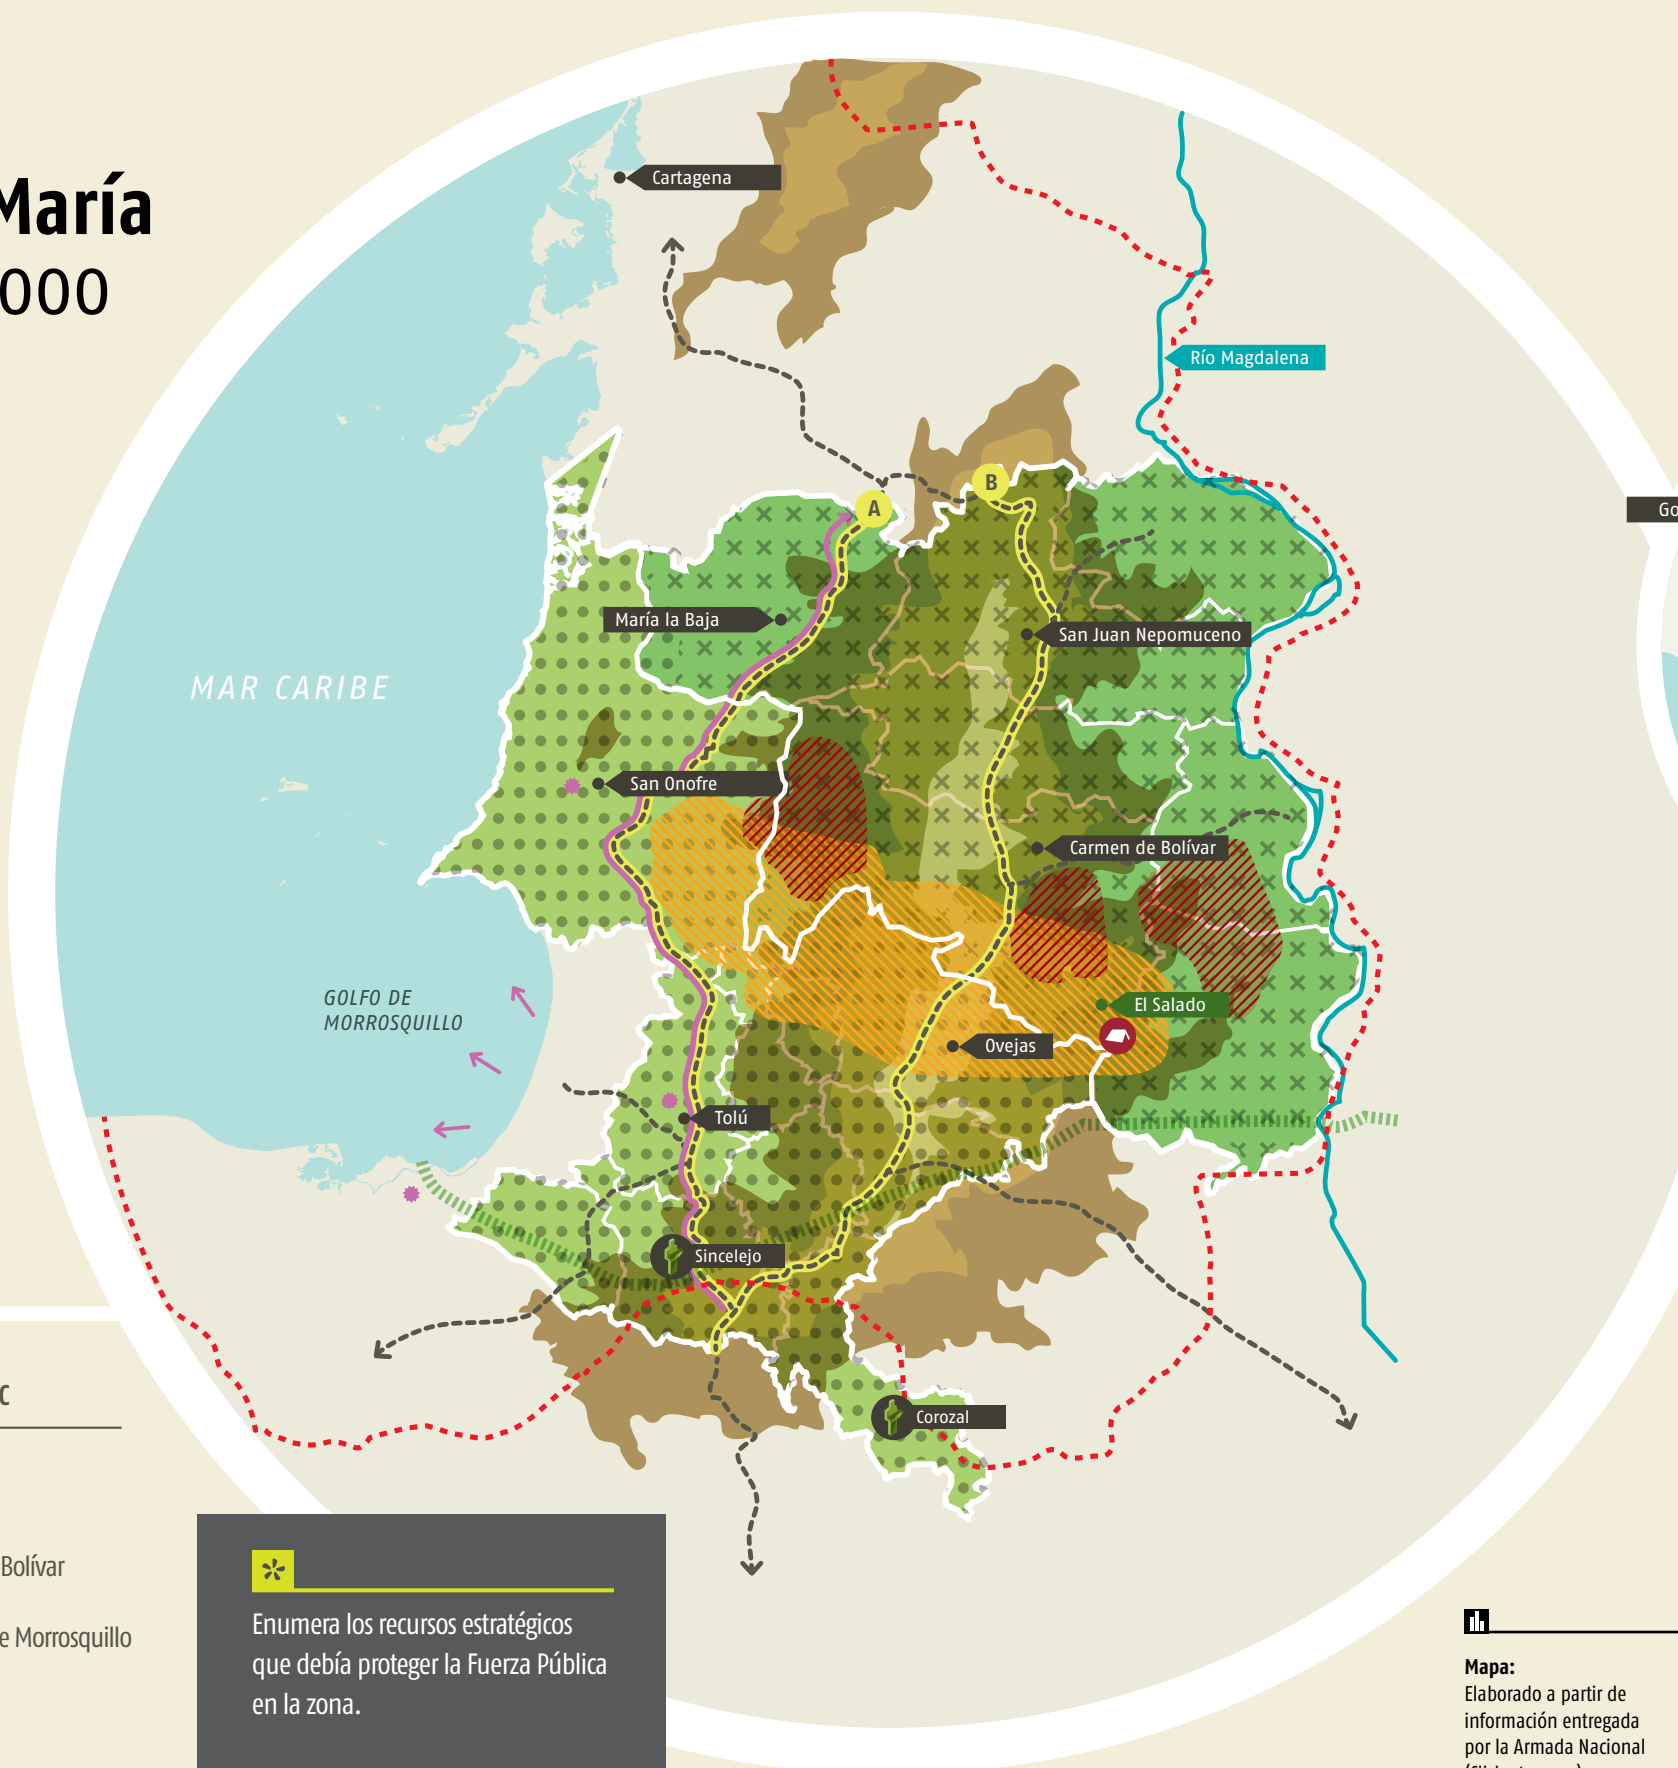 María
000
Cartagena
Río Magdalena
B
A
Go
María la Baja
San Juan Nepomuceno
MAR CARIBE
San Onofre
Carmen de Bolívar
GOLFO DE
MORROSQUILLO
El Salado
Ovejas
Tolú
Sincelejo
Corozal
c
Bolívar
e Morrosquillo
Enumera los recursos estratégicos
que debía proteger la Fuerza Pública
en la zona.
Mapa:
Elaborado a partir de
información entregada
por la Armada Nacional